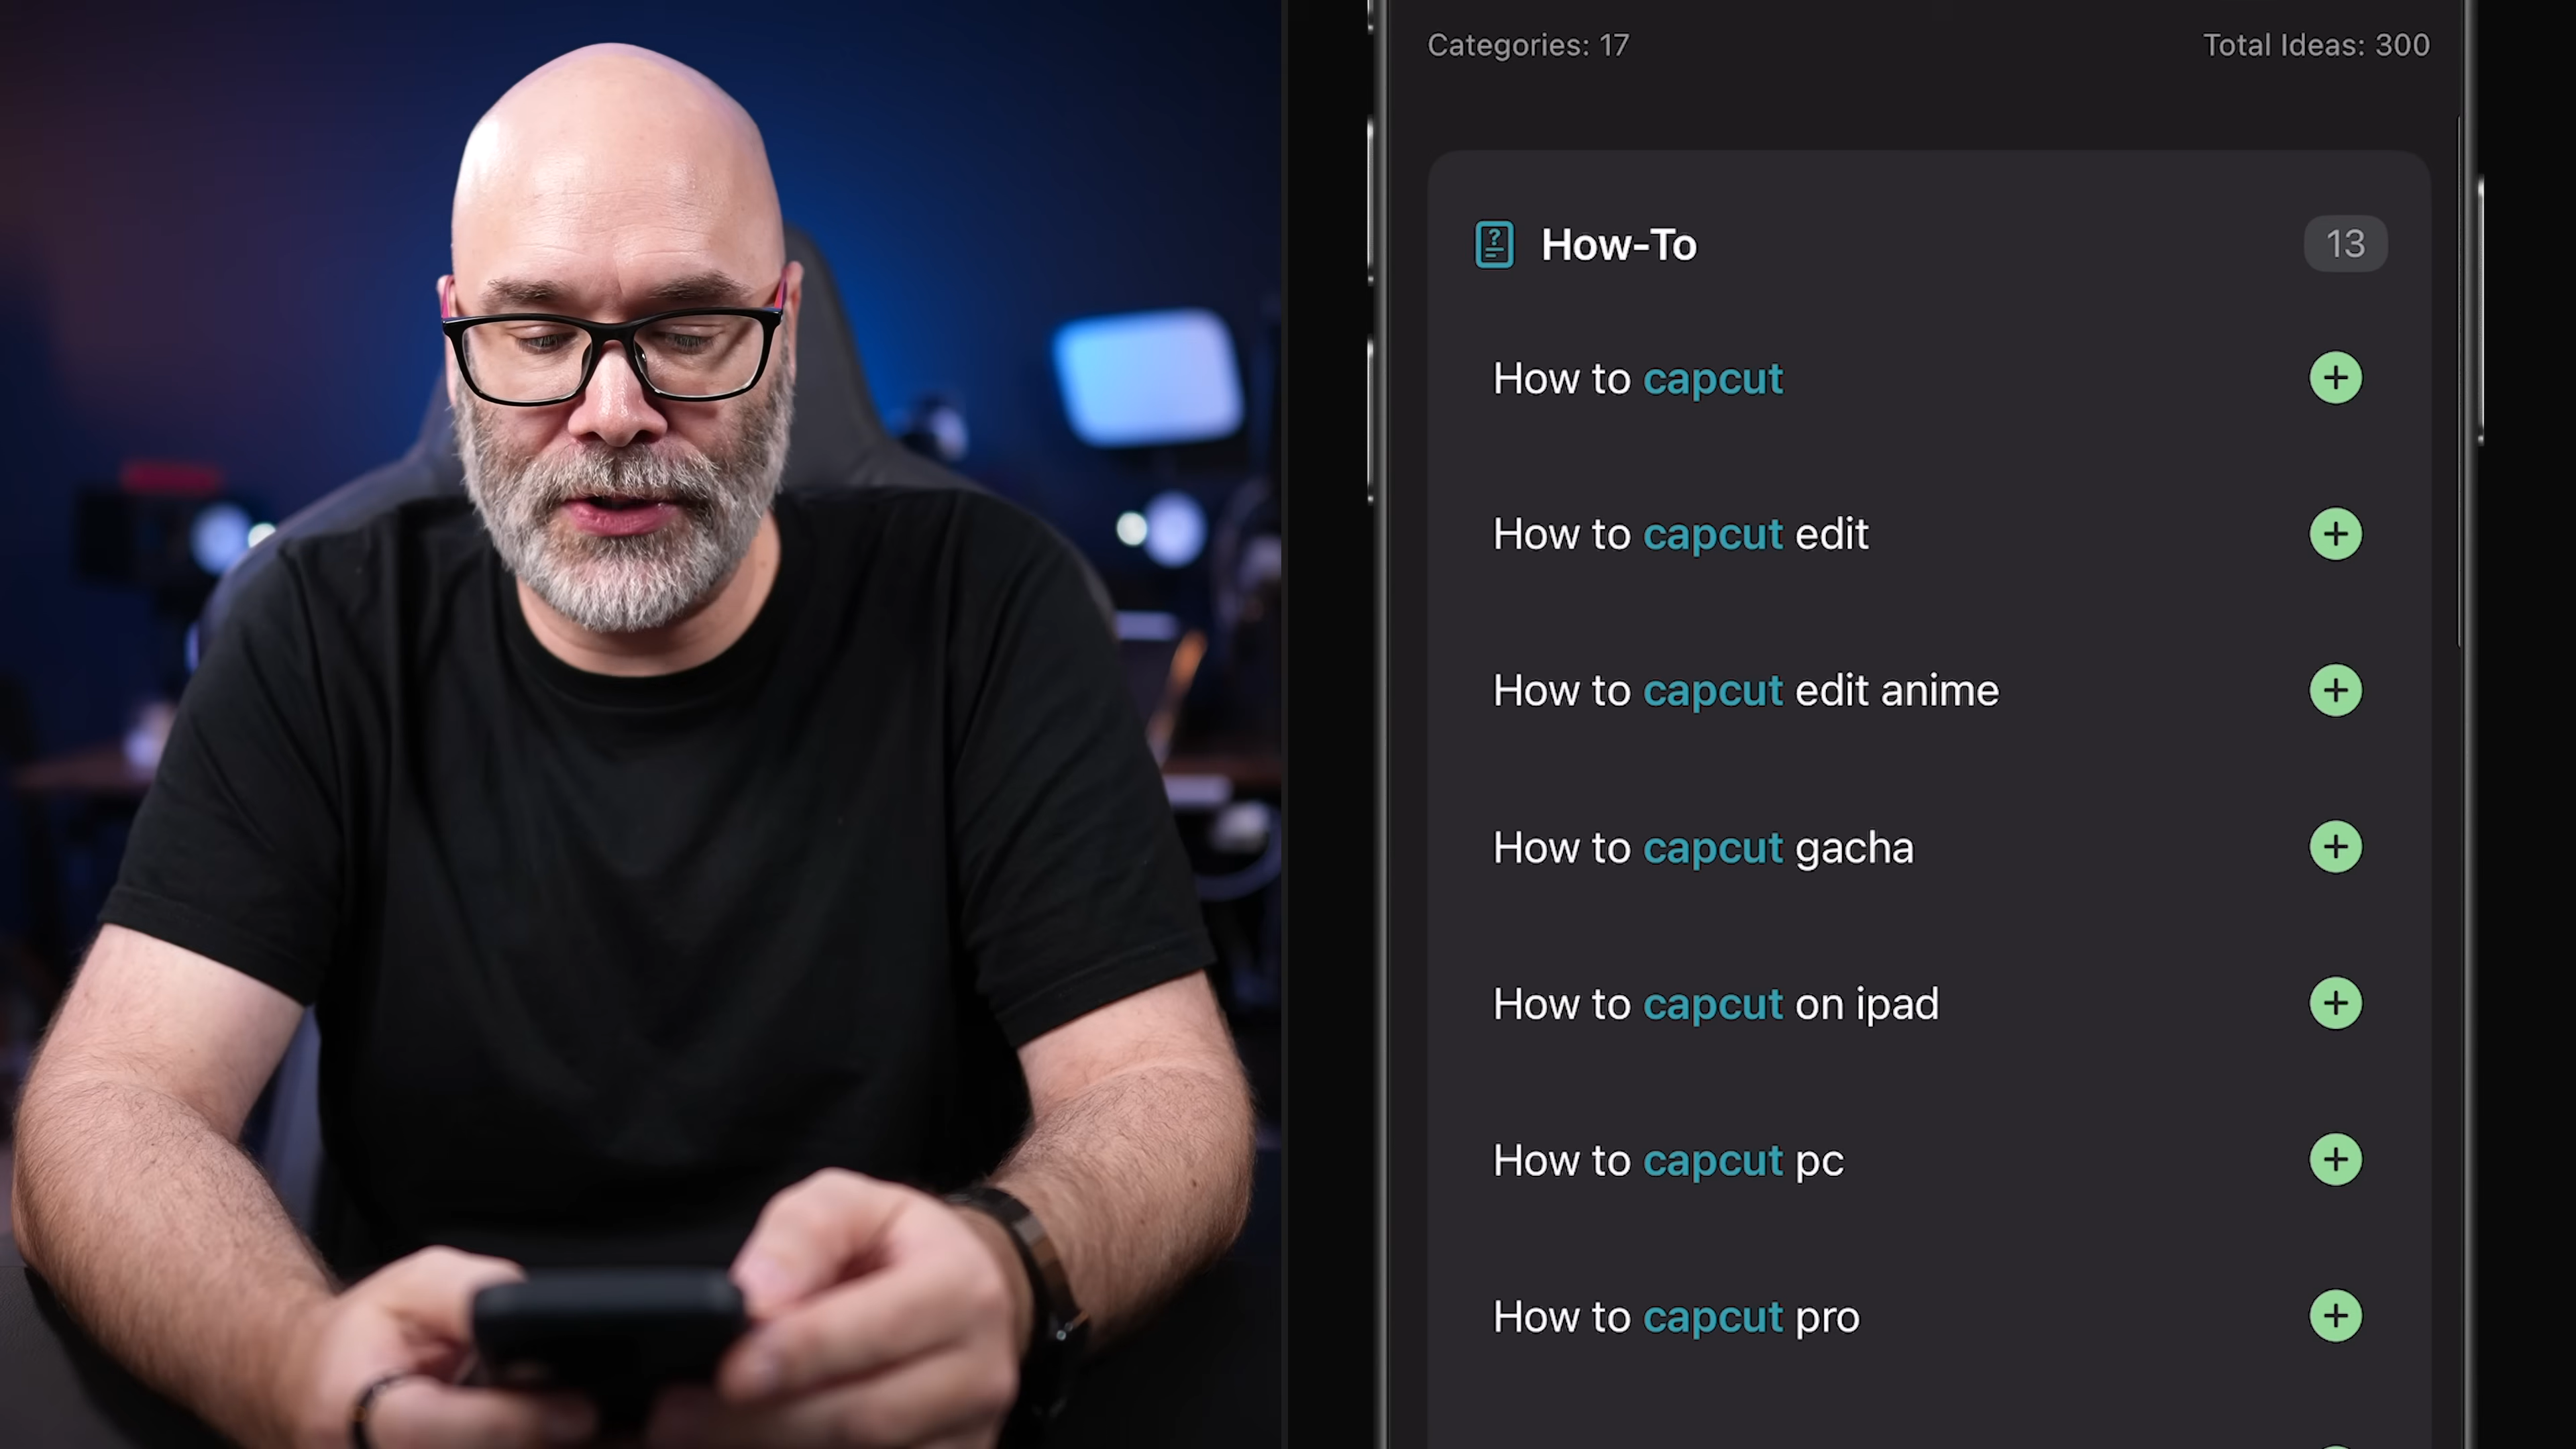 Categories: 17
Total Ideas: 300
How-To
13
How to capcut
How to capcut edit
How to capcut edit anime
How to capcut gacha
How to capcut on ipad
How to capcut pc
How to capcut pro